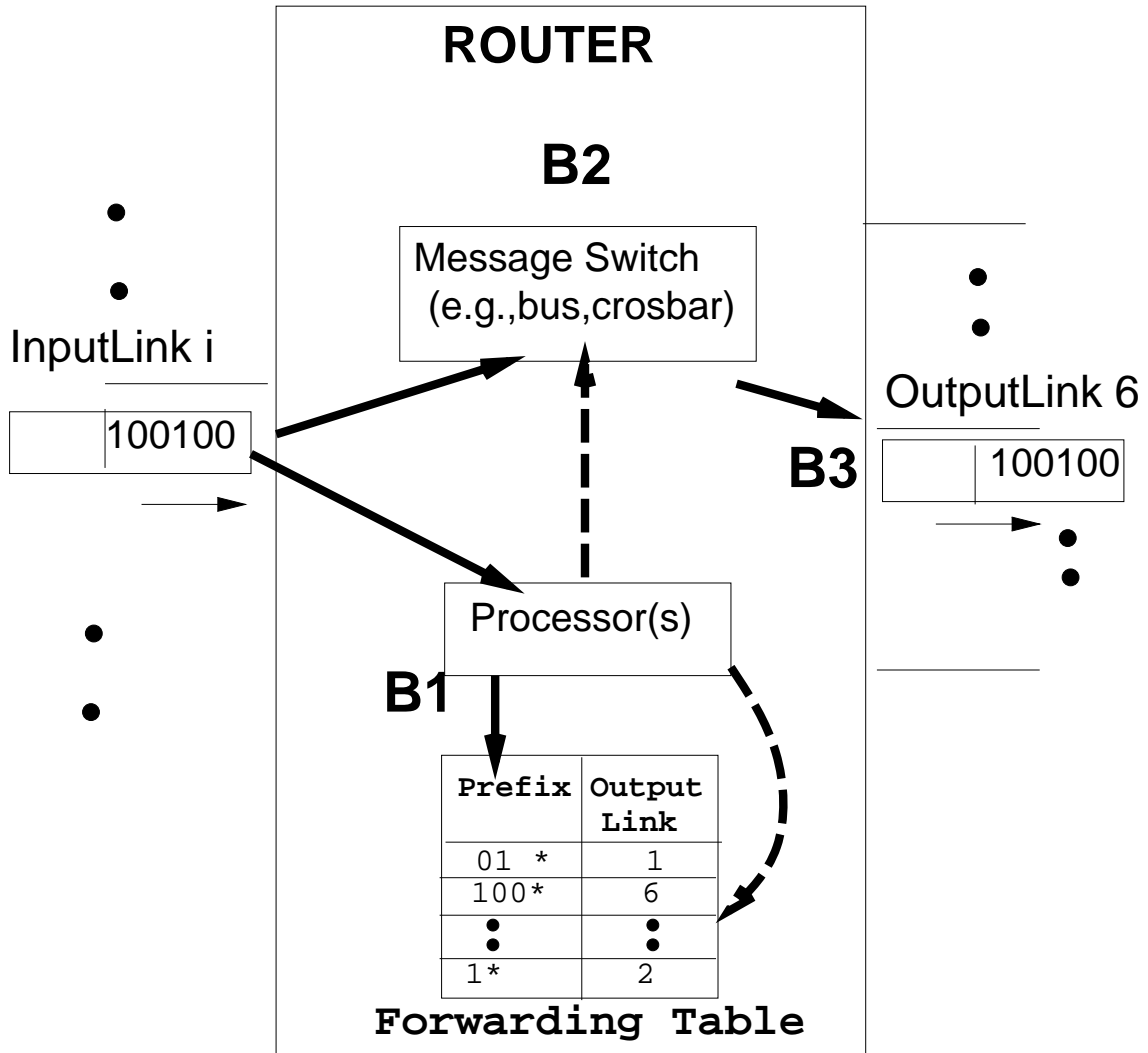 ROUTER
B2
Message Switch
(e.g.,bus,crosbar)
InputLink i
100100
OutputLink 6
100100
B3
Processor(s)
B1
Prefix Output
Link
01 * 1
100* 6
1* 2
Forwarding Table